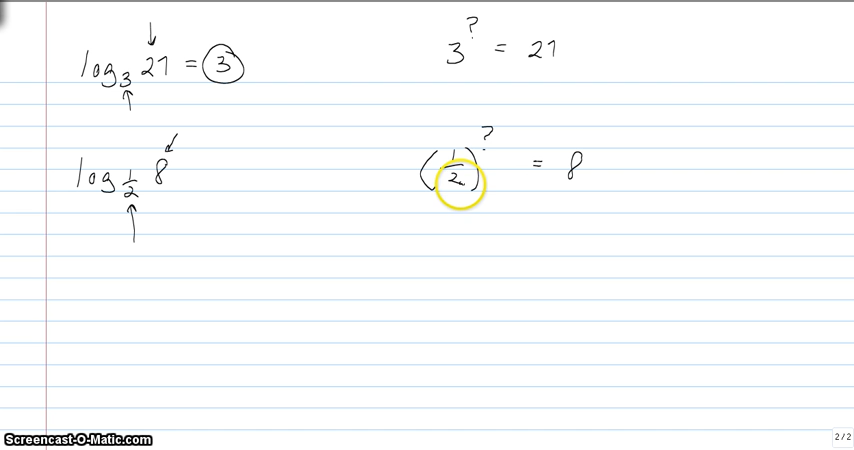 log₃ 27 = 3
3^? = 27
log_{1/2} 8
(1/2)^? = 8
Screencast-O-Matic.com
2/2